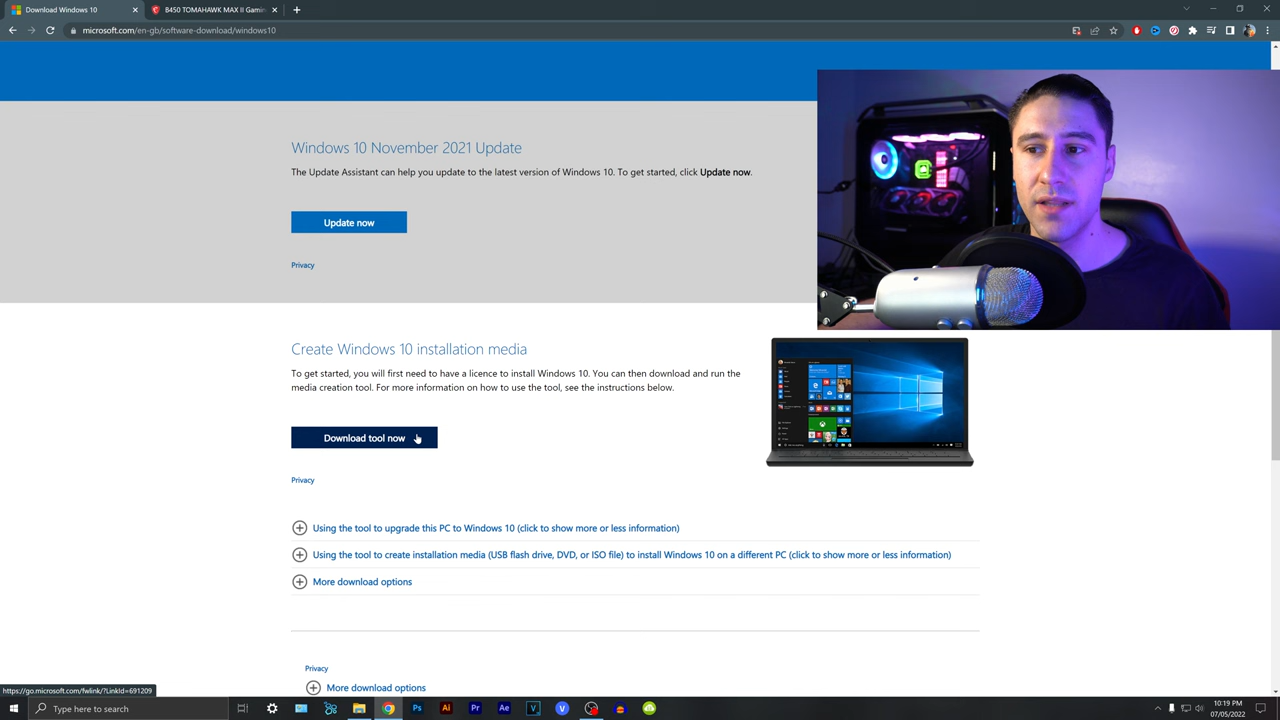 Download Windows 10
B450 TOMAHAWK MAX II Gamin
microsoft.com/en-gb/software-download/windows10
Windows 10 November 2021 Update
The Update Assistant can help you update to the latest version of Windows 10. To get started, click Update now.
Update now
Privacy
Create Windows 10 installation media
To get started, you will first need to have a licence to install Windows 10. You can then download and run the
media creation tool. For more information on how to use the tool, see the instructions below.
Download tool now
Privacy
Using the tool to upgrade this PC to Windows 10 (click to show more or less information)
Using the tool to create installation media (USB flash drive, DVD, or ISO file) to install Windows 10 on a different PC (click to show more or less information)
More download options
Privacy
More download options
https://go.microsoft.com/fwlink/?LinkId=691209
Type here to search
Ps
Ai
Pr
Ae
V
V
10:19 PM
07/05/2022